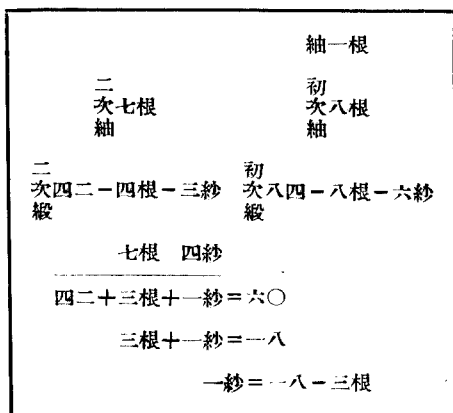 紬一根
初次紬八根
二次紬七根
初次緞八四－八根－六紗
二次緞四二－四根－三紗
七根 四紗
四二＋三根＋一紗＝六〇
三根＋一紗＝一八
一紗＝一八－三根